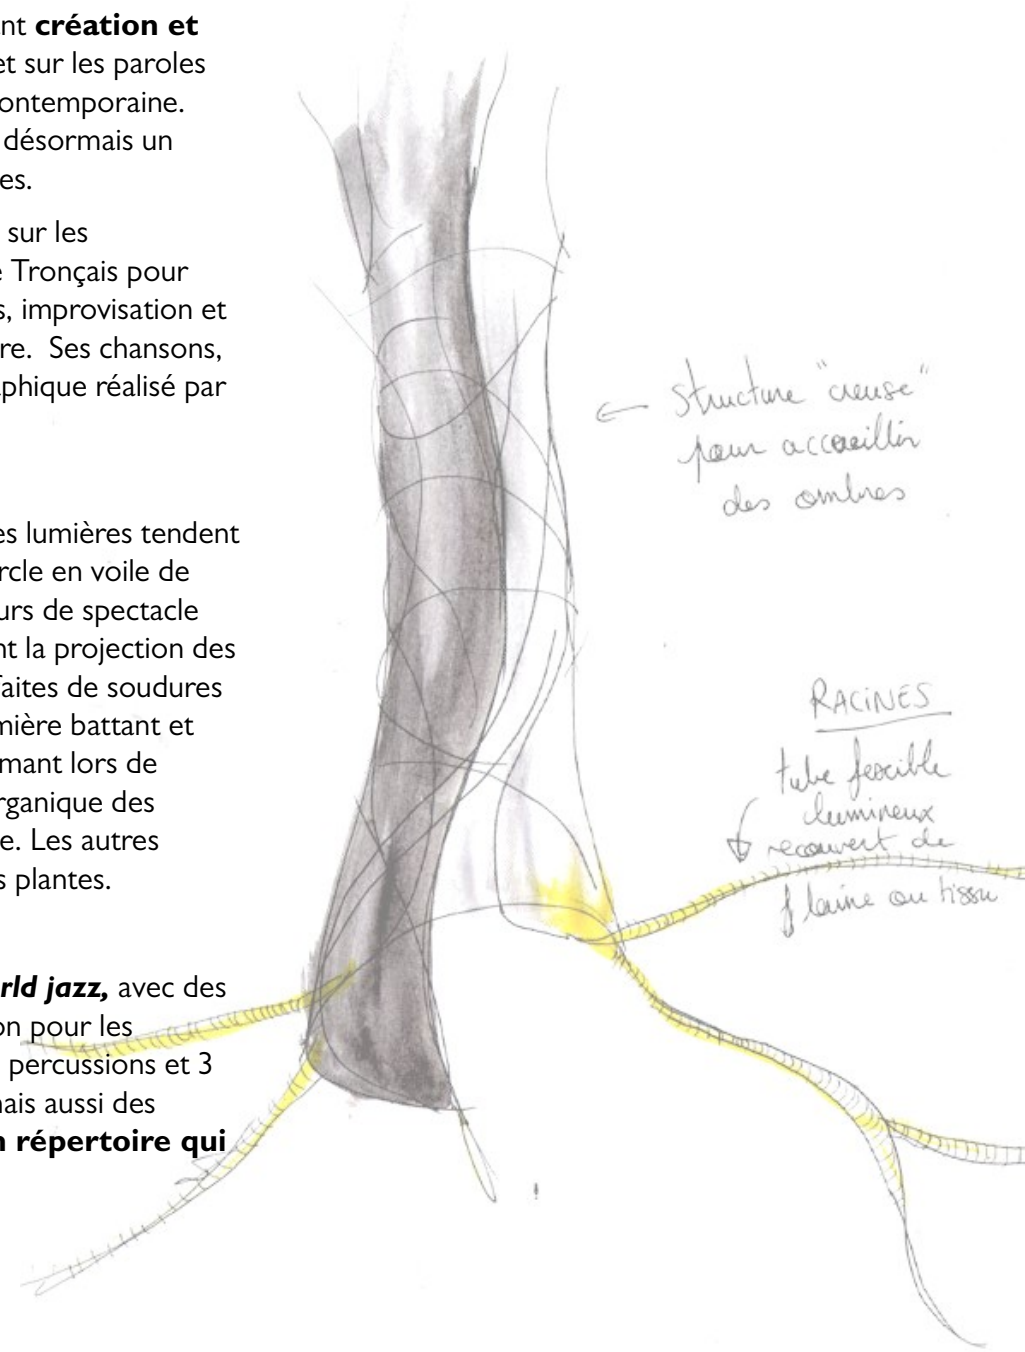 nt création et
et sur les paroles
ontemporaine.
désormais un
es.
sur les
e Tronçais pour
s, improvisation et
re. Ses chansons,
aphique réalisé par
es lumières tendent
rcle en voile de
urs de spectacle
nt la projection des
faites de soudures
mière battant et
mant lors de
rganique des
e. Les autres
s plantes.
rld jazz, avec des
on pour les
percussions et 3
nais aussi des
n répertoire qui
← Structure "creuse"
pour accueillir
des ombres
RACINES
tube flexible
lumineux
recouvert de
laine ou tissu